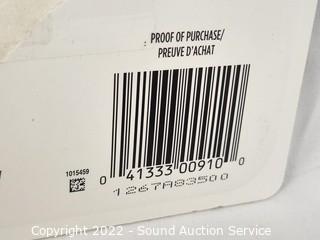 PROOF OF PURCHASE/
PREUVE D'ACHAT
1015459
0 41333 00910 0
1267A83500
Copyright 2022 - Sound Auction Service